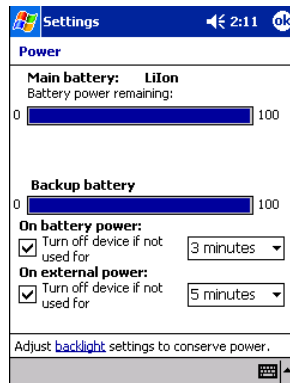 Settings 2:11 ok
Power
Main battery: LiIon
Battery power remaining:
0 100
Backup battery
0 100
On battery power:
Turn off device if not
used for
3 minutes
On external power:
Turn off device if not
used for
5 minutes
Adjust backlight settings to conserve power.